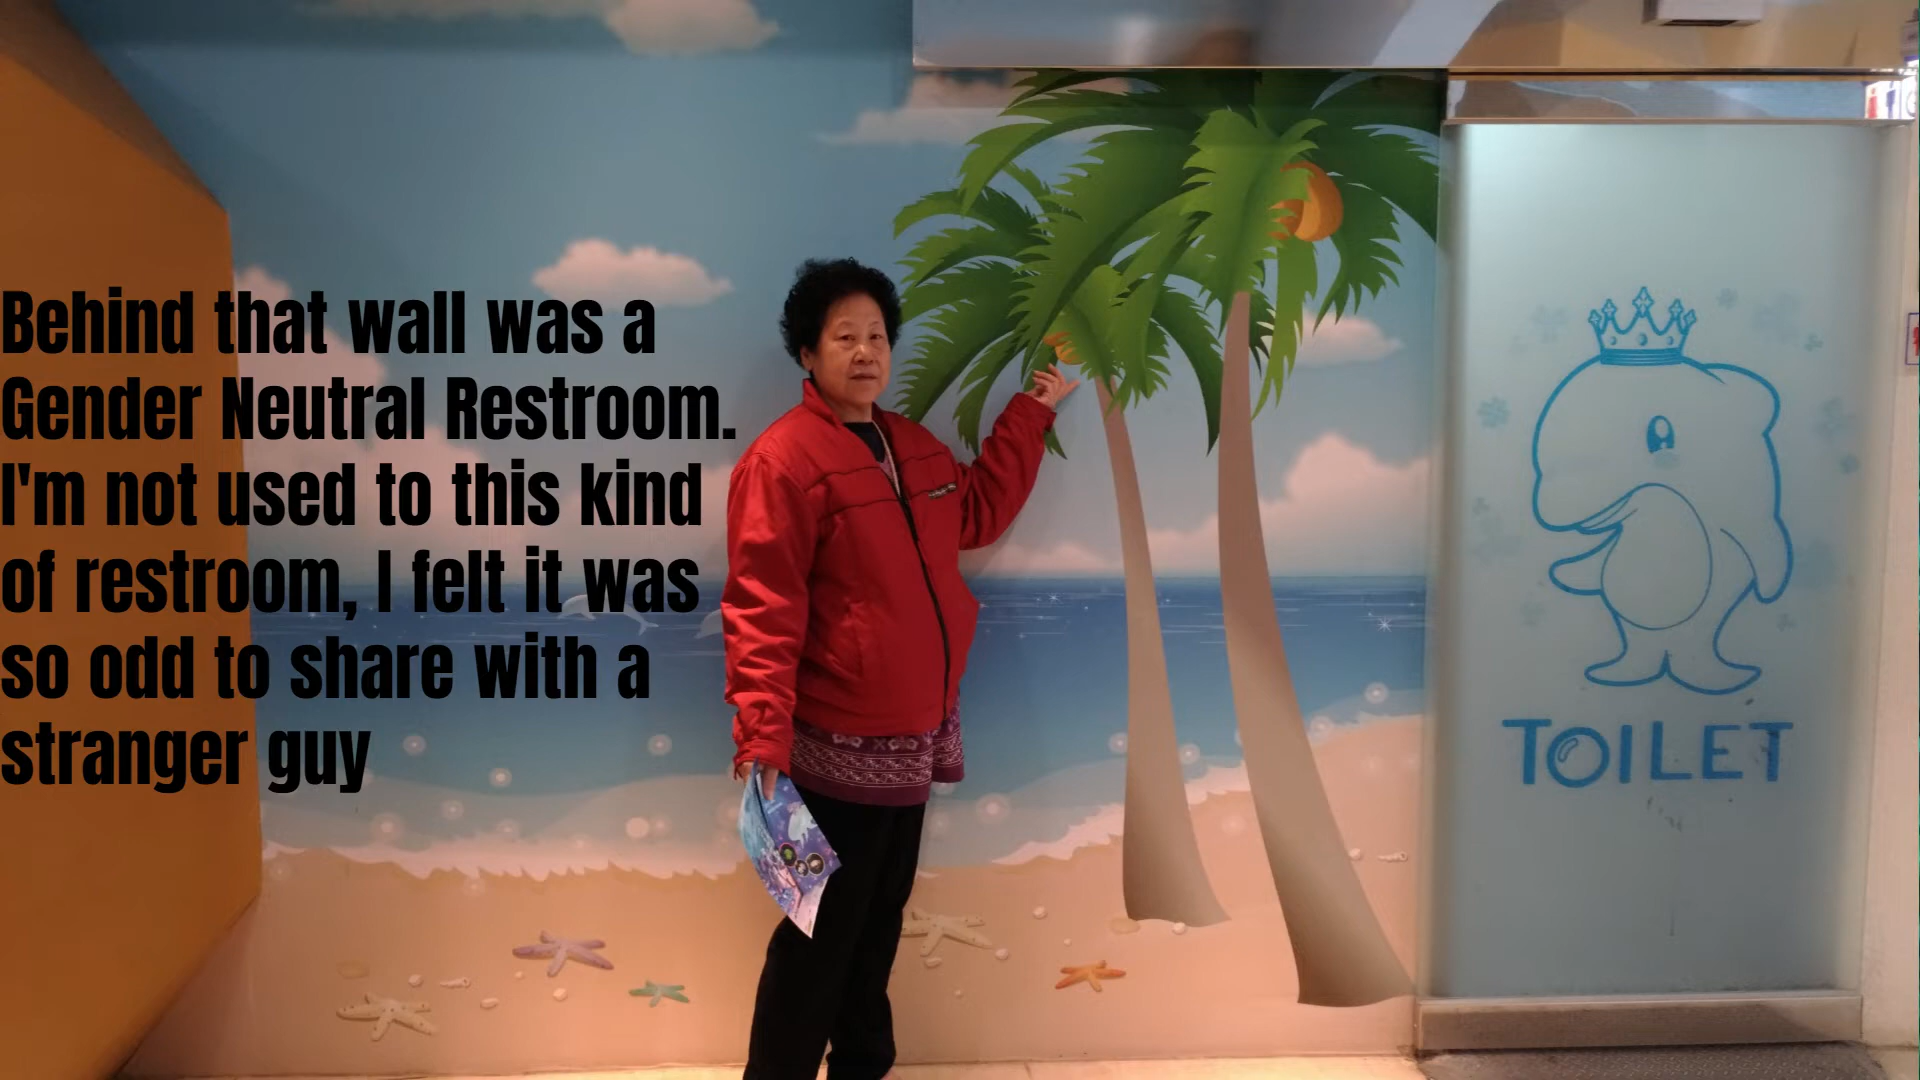 Behind that wall was a
Gender Neutral Restroom.
I'm not used to this kind
of restroom, I felt it was
so odd to share with a
stranger guy
TOILET